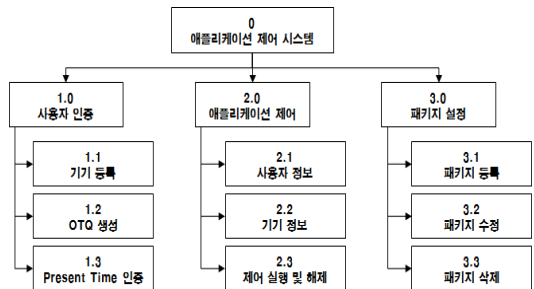 0
애플리케이션 제어 시스템
1.0
사용자 인증
2.0
애플리케이션 제어
3.0
패키지 설정
1.1
기기 등록
2.1
사용자 정보
3.1
패키지 등록
1.2
OTQ 생성
2.2
기기 정보
3.2
패키지 수정
1.3
Present Time 인증
2.3
제어 실행 및 해제
3.3
패키지 삭제